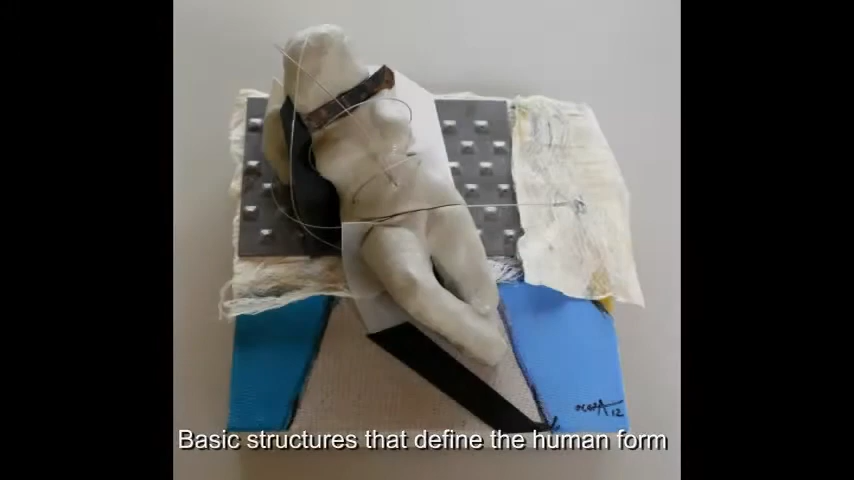 Basic structures that define the human form